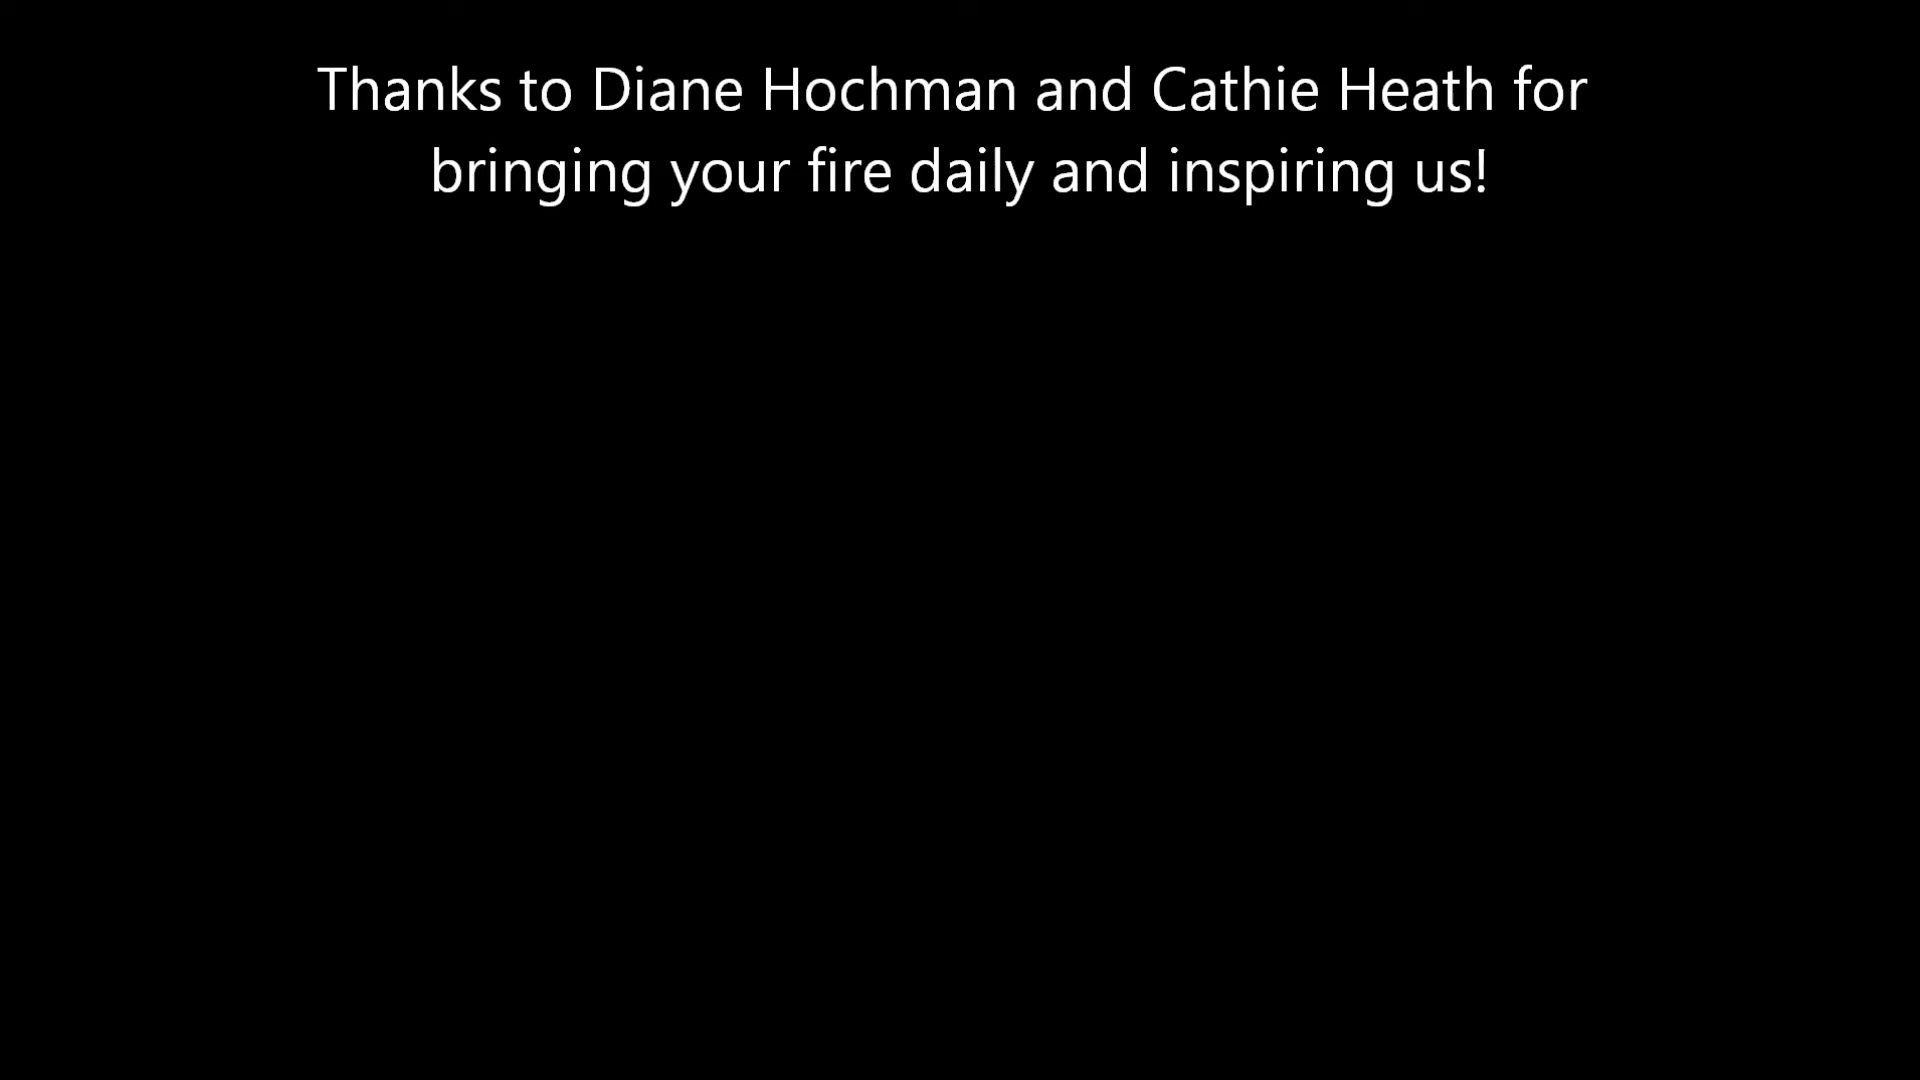 Thanks to Diane Hochman and Cathie Heath for
bringing your fire daily and inspiring us!